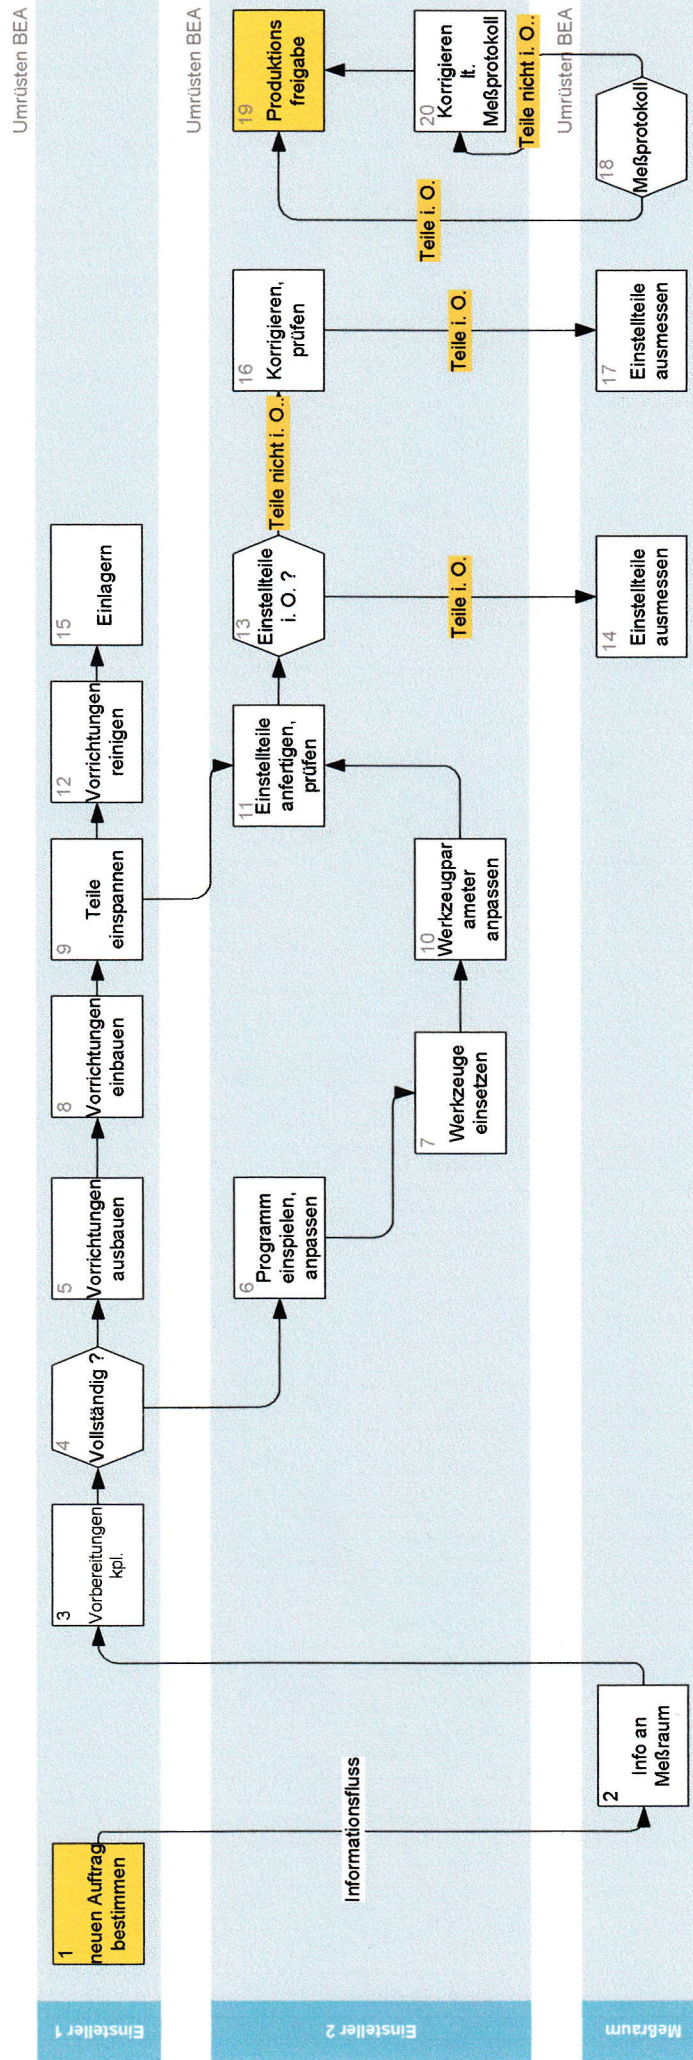 Umrüsten BEA
Einsteller 1
1
neuen Auftrag
bestimmen
3
Vorbereitungen
kpl.
4
Vollständig ?
5
Vorrichtungen
ausbauen
8
Vorrichtungen
einbauen
9
Teile
einspannen
12
Vorrichtungen
reinigen
15
Einlagern
Umrüsten BEA
Einsteller 2
Informationsfluss
6
Programm
einspielen,
anpassen
7
Werkzeuge
einsetzen
10
Werkzeugpar
ameter
anpassen
11
Einstellteile
anfertigen,
prüfen
13
Einstellteile
i. O. ?
Teile nicht i. O..
Teile i. O.
16
Korrigieren,
prüfen
Teile i. O.
Teile i. O.
19
Produktions
freigabe
20
Korrigieren
lt.
Meßprotokoll
Teile nicht i. O..
Umrüsten BEA
Meßraum
2
Info an
Meßraum
14
Einstellteile
ausmessen
17
Einstellteile
ausmessen
18
Meßprotokoll